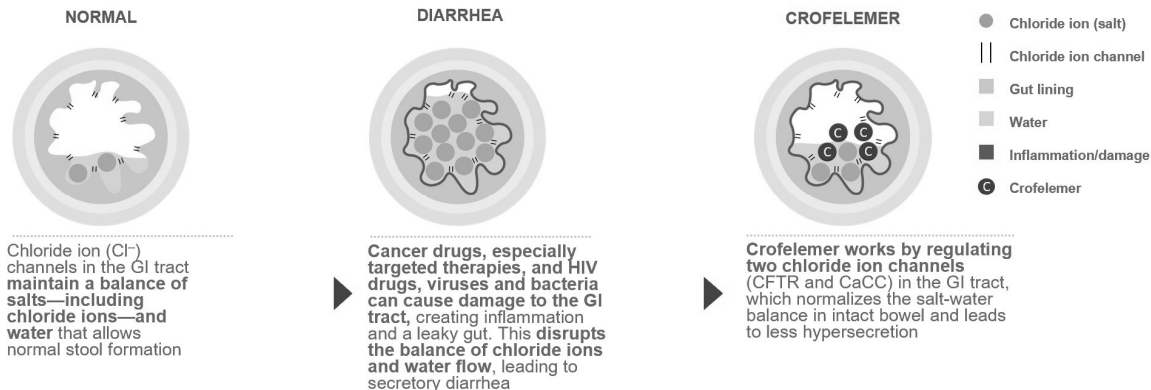 NORMAL
Chloride ion (Cl⁻)
channels in the GI tract
maintain a balance of
salts—including
chloride ions—and
water that allows
normal stool formation
DIARRHEA
Cancer drugs, especially
targeted therapies, and HIV
drugs, viruses and bacteria
can cause damage to the GI
tract, creating inflammation
and a leaky gut. This disrupts
the balance of chloride ions
and water flow, leading to
secretory diarrhea
CROFELEMER
C C
C C
Crofelemer works by regulating
two chloride ion channels
(CFTR and CaCC) in the GI tract,
which normalizes the salt-water
balance in intact bowel and leads
to less hypersecretion
Chloride ion (salt)
Chloride ion channel
Gut lining
Water
Inflammation/damage
C Crofelemer